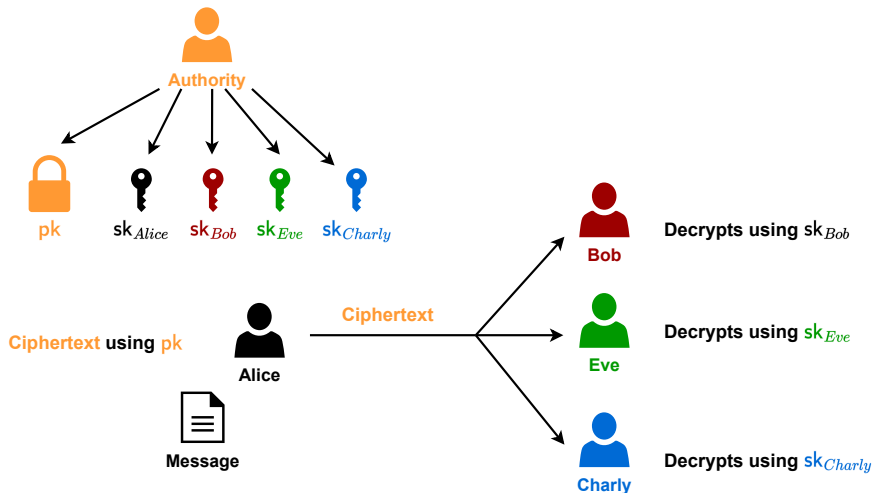 Authority
pk
sk_Alice
sk_Bob
sk_Eve
sk_Charly
Ciphertext using pk
Alice
Message
Ciphertext
Bob
Decrypts using sk_Bob
Eve
Decrypts using sk_Eve
Charly
Decrypts using sk_Charly